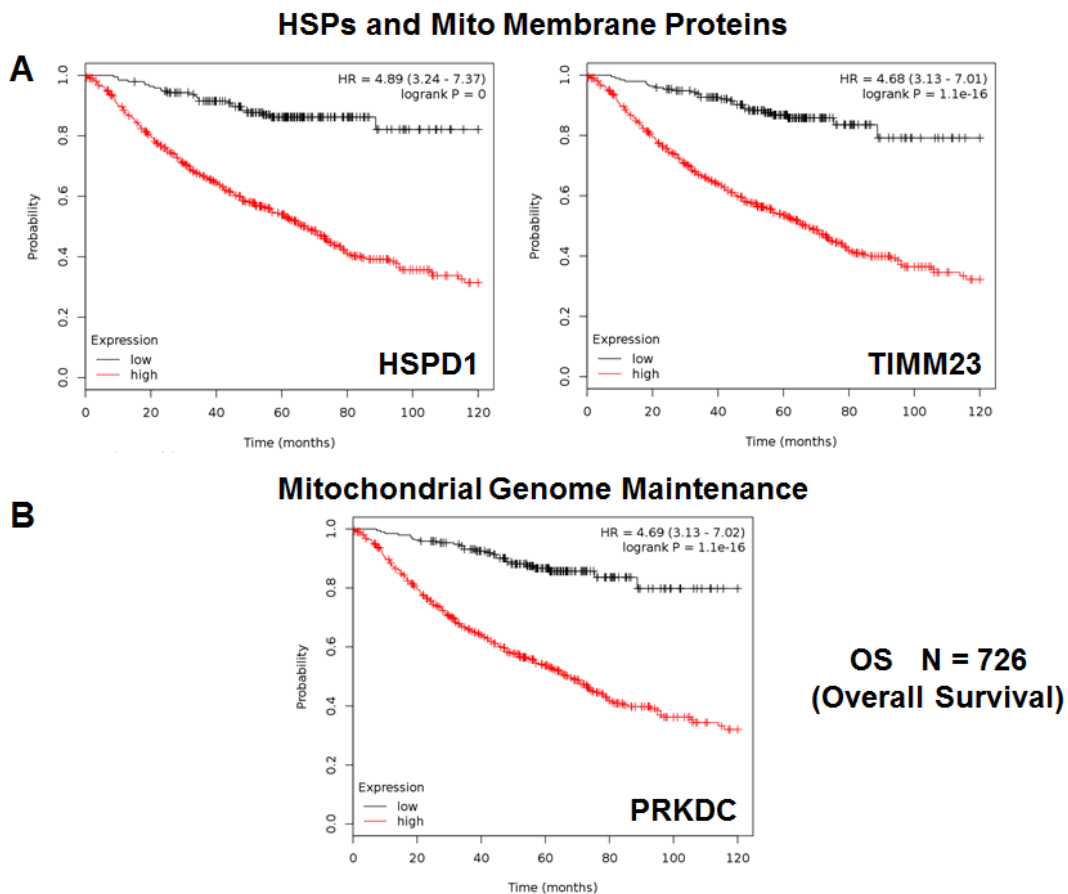 HSPs and Mito Membrane Proteins
A
HR = 4.89 (3.24 - 7.37)
logrank P = 0
Probability
1.0
0.8
0.6
0.4
0.2
0.0
Expression
low
high
HSPD1
0 20 40 60 80 100 120
Time (months)
HR = 4.68 (3.13 - 7.01)
logrank P = 1.1e-16
Probability
1.0
0.8
0.6
0.4
0.2
0.0
Expression
low
high
TIMM23
0 20 40 60 80 100 120
Time (months)
Mitochondrial Genome Maintenance
B
HR = 4.69 (3.13 - 7.02)
logrank P = 1.1e-16
Probability
1.0
0.8
0.6
0.4
0.2
0.0
Expression
low
high
PRKDC
0 20 40 60 80 100 120
Time (months)
OS N = 726
(Overall Survival)